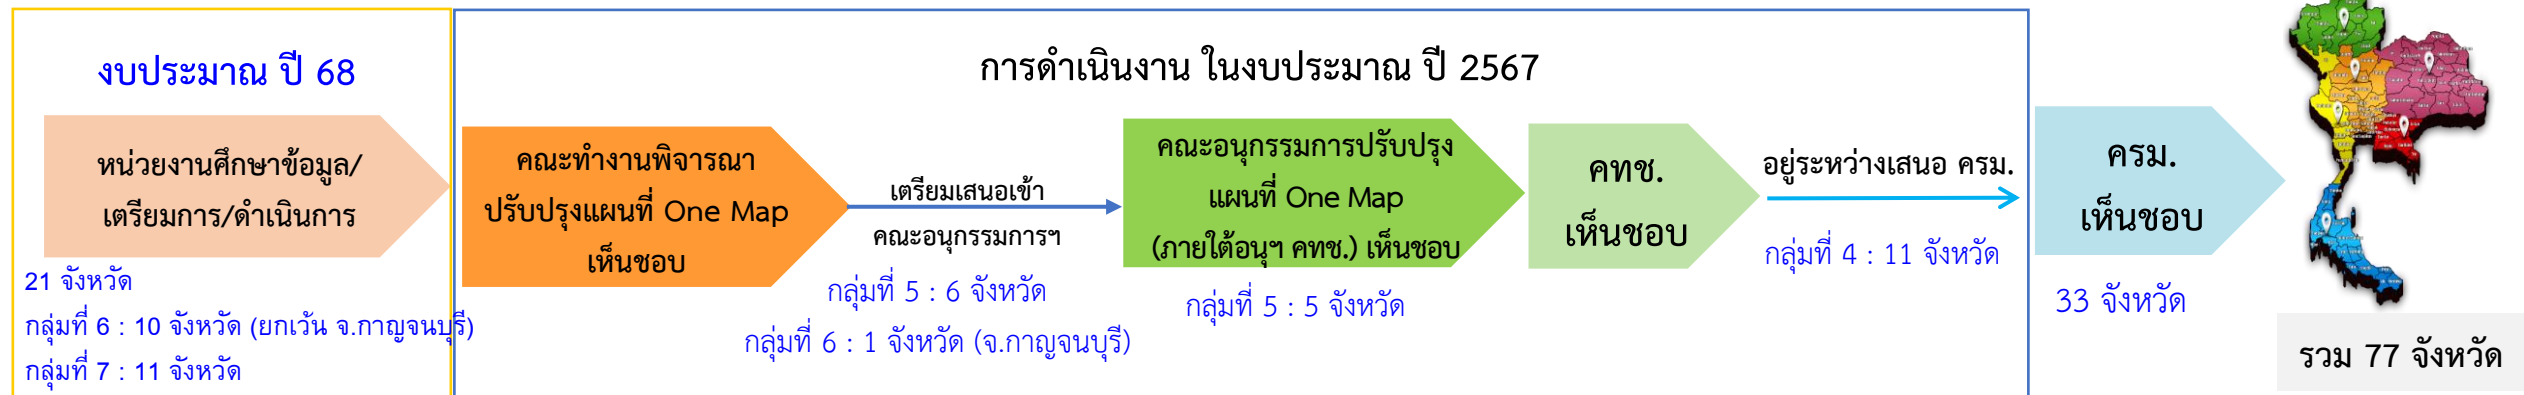 งบประมาณ ปี 68
หน่วยงานศึกษาข้อมูล/
เตรียมการ/ดำเนินการ
21 จังหวัด
กลุ่มที่ 6 : 10 จังหวัด (ยกเว้น จ.กาญจนบุรี)
กลุ่มที่ 7 : 11 จังหวัด
การดำเนินงาน ในงบประมาณ ปี 2567
คณะทำงานพิจารณา
ปรับปรุงแผนที่ One Map
เห็นชอบ
เตรียมเสนอเข้า
คณะอนุกรรมการฯ
กลุ่มที่ 5 : 6 จังหวัด
กลุ่มที่ 6 : 1 จังหวัด (จ.กาญจนบุรี)
คณะอนุกรรมการปรับปรุง
แผนที่ One Map
(ภายใต้อนุฯ คทช.) เห็นชอบ
กลุ่มที่ 5 : 5 จังหวัด
คทช.
เห็นชอบ
อยู่ระหว่างเสนอ ครม.
กลุ่มที่ 4 : 11 จังหวัด
ครม.
เห็นชอบ
33 จังหวัด
รวม 77 จังหวัด